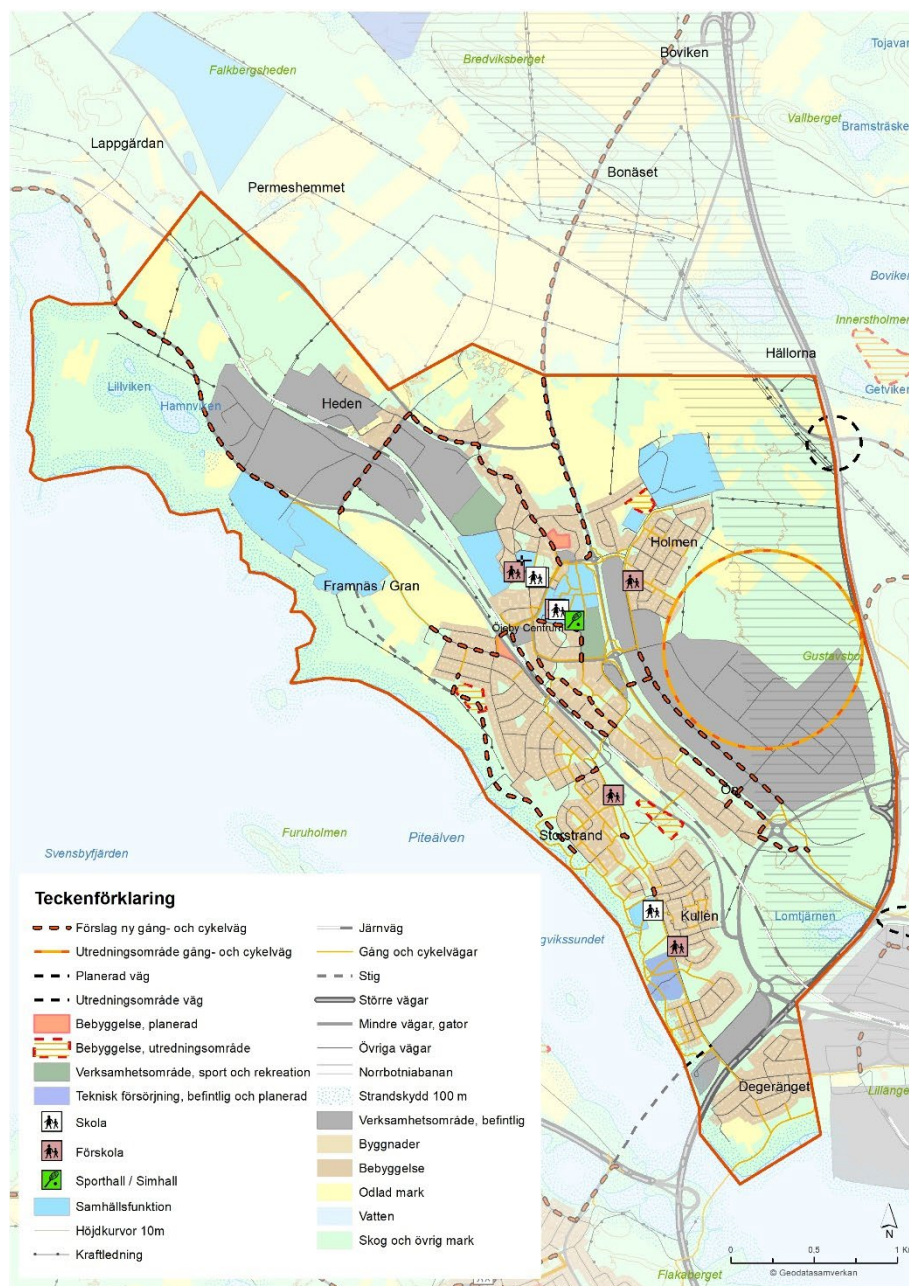 Boviken
Tojavar
Bredviksberget
Falkbergsheden
Vallberget
Bramsträske
Lappgärdan
Bonäset
Permeshemmet
Boviken
Innerstholmen
Hällorna
Getviken
Lillviken
Hamnviken
Heden
Holmen
Framnäs / Gran
Öjeby Centrum
Gustavsbo
Storstrand
Furuholmen
Piteälven
Svensbyfjärden
Kullen
Lomtjärnen
gvikssundet
Degeränget
Lillänge
Flakaberget
Teckenförklaring
Förslag ny gång- och cykelväg
Utredningsområde gång- och cykelväg
Planerad väg
Utredningsområde väg
Bebyggelse, planerad
Bebyggelse, utredningsområde
Verksamhetsområde, sport och rekreation
Teknisk försörjning, befintlig och planerad
Skola
Förskola
Sporthall / Simhall
Samhällsfunktion
Höjdkurvor 10m
Kraftledning
Järnväg
Gång och cykelvägar
Stig
Större vägar
Mindre vägar, gator
Övriga vägar
Norrbotniabanan
Strandskydd 100 m
Verksamhetsområde, befintlig
Byggnader
Bebyggelse
Odlad mark
Vatten
Skog och övrig mark
N
0 0,5 1 K
© Geodatasamverkan